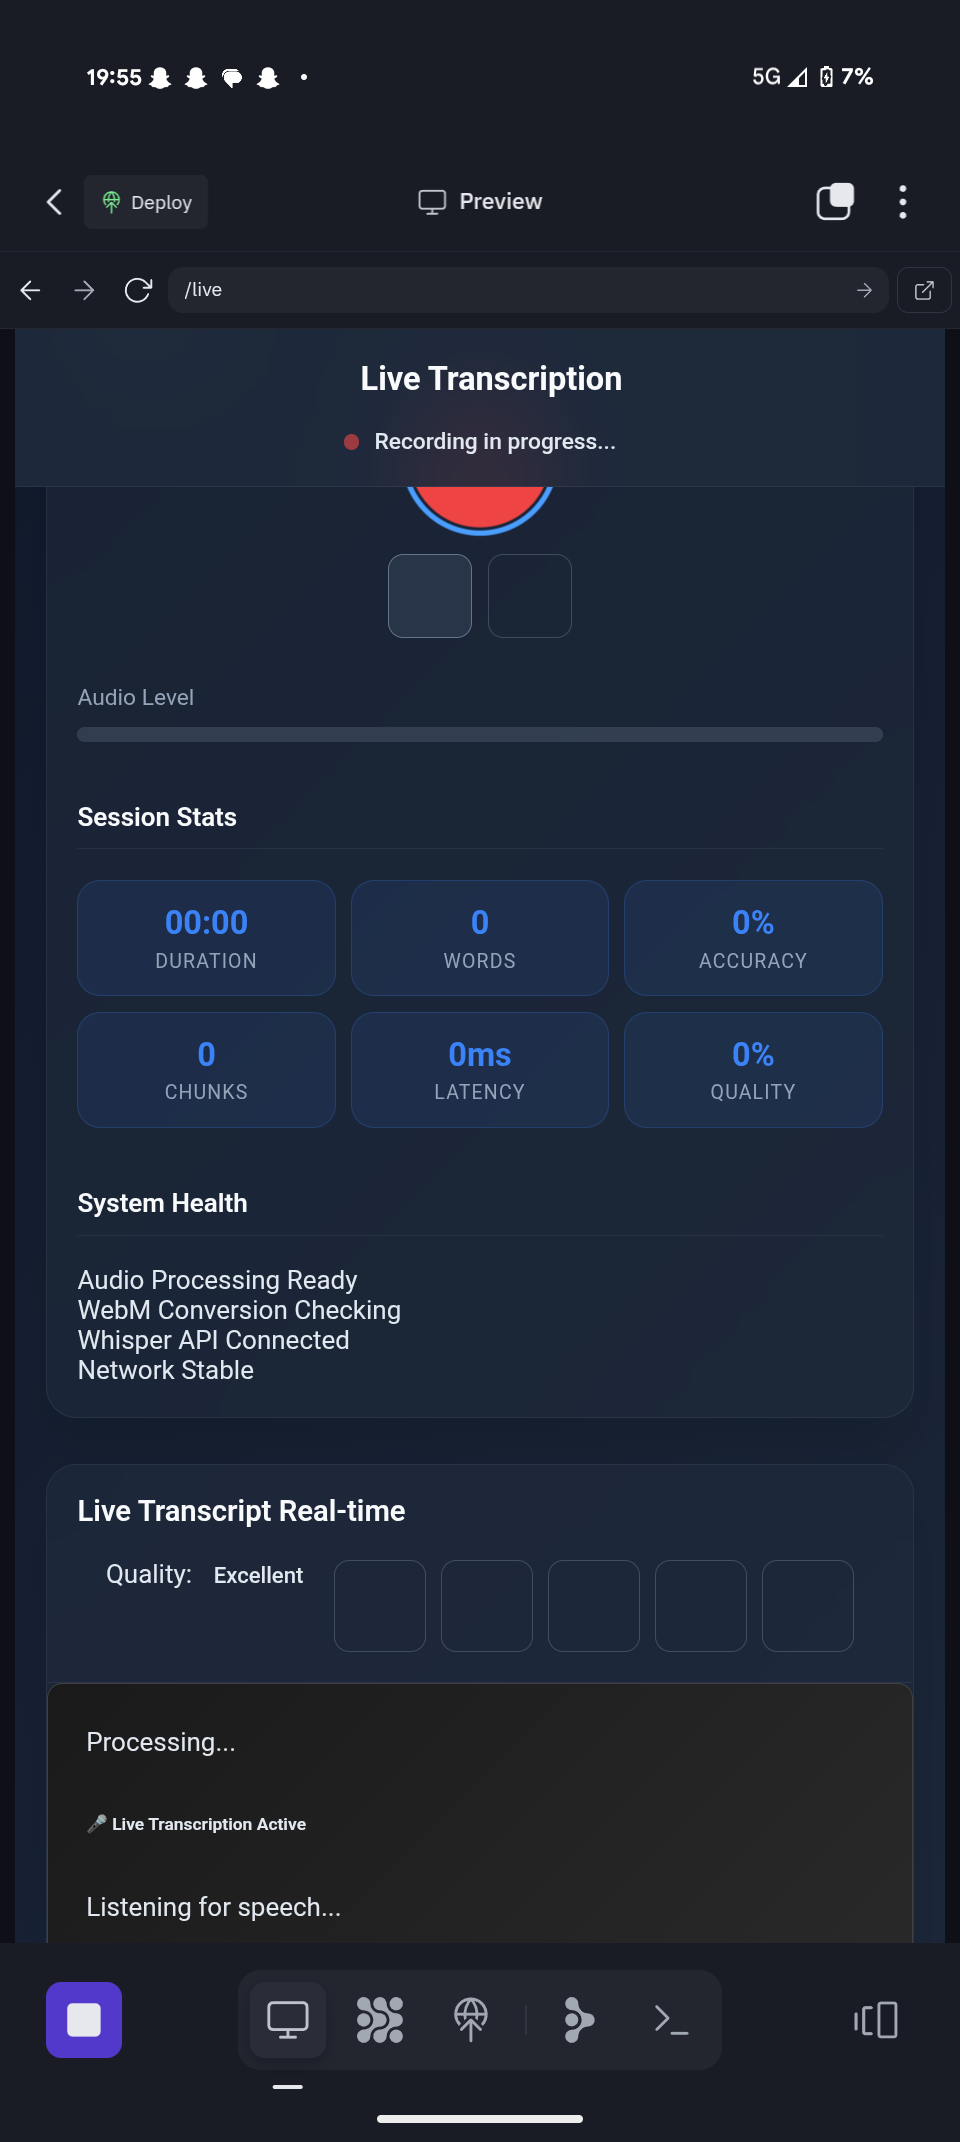 19:55
5G 7%
Deploy
Preview
/live
Live Transcription
Recording in progress...
Audio Level
Session Stats
00:00 0 0%
DURATION WORDS ACCURACY
0 0ms 0%
CHUNKS LATENCY QUALITY
System Health
Audio Processing Ready
WebM Conversion Checking
Whisper API Connected
Network Stable
Live Transcript Real-time
Quality: Excellent
Processing...
🎤 Live Transcription Active
Listening for speech...